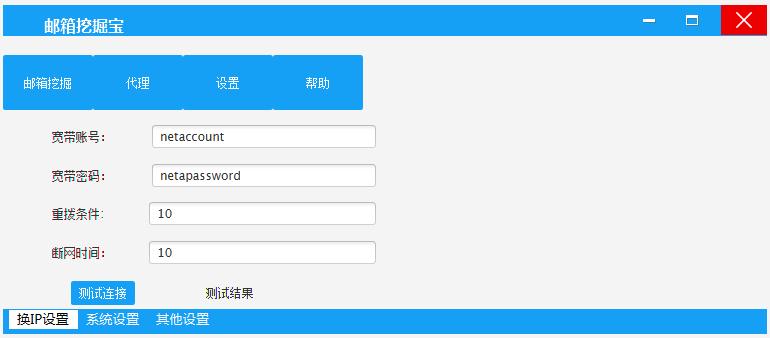 邮箱挖掘宝
邮箱挖掘 代理 设置 帮助
宽带账号： netaccount
宽带密码： netapassword
重拨条件: 10
断网时间： 10
测试连接 测试结果
换IP设置 系统设置 其他设置